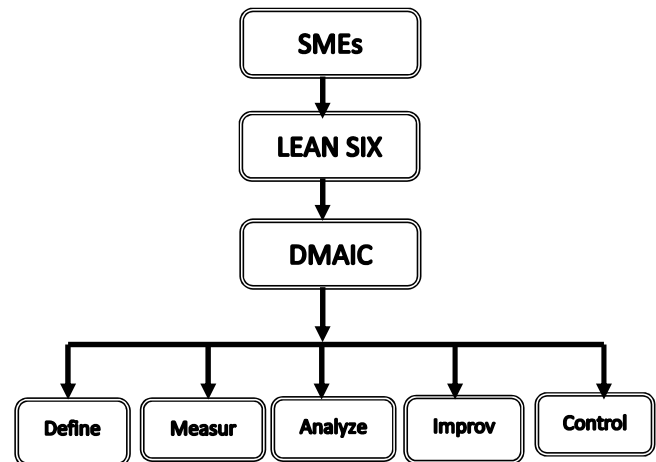 SMEs
LEAN SIX
DMAIC
Define
Measur
Analyze
Improv
Control